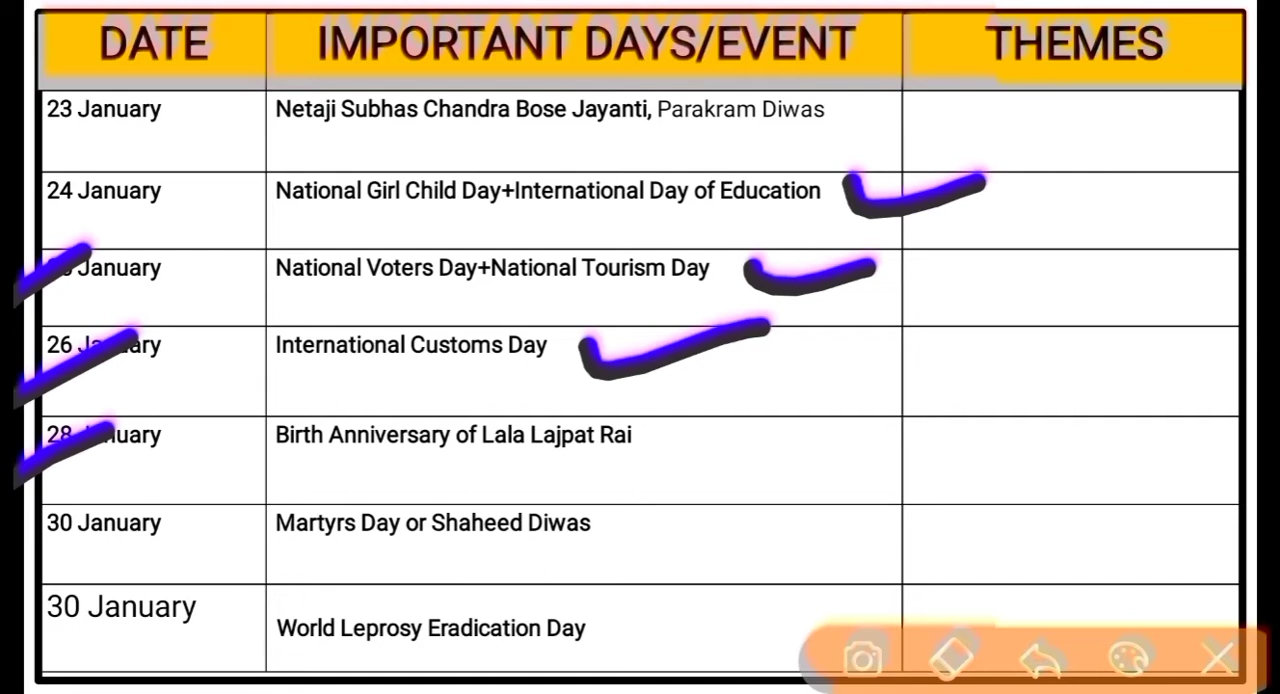 DATE IMPORTANT DAYS/EVENT THEMES
23 January Netaji Subhas Chandra Bose Jayanti, Parakram Diwas
24 January National Girl Child Day+International Day of Education
January National Voters Day+National Tourism Day
26 January International Customs Day
28 January Birth Anniversary of Lala Lajpat Rai
30 January Martyrs Day or Shaheed Diwas
30 January World Leprosy Eradication Day